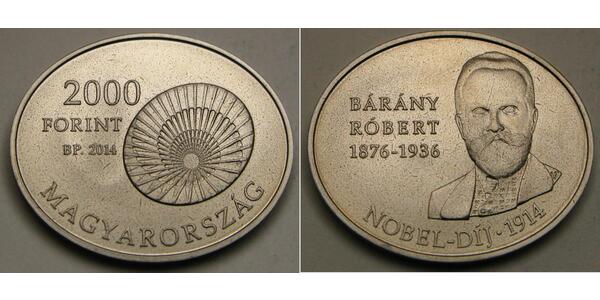 2000
FORINT
BP. 2014
MAGYARORSZÁG
BÁRÁNY
RÓBERT
1876-1936
NOBEL-DÍJ · 1914